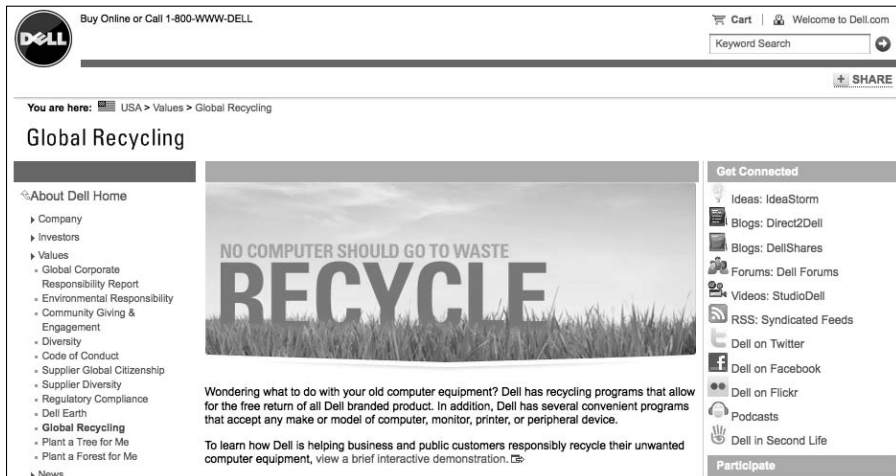 DELL
Buy Online or Call 1-800-WWW-DELL
Cart | Welcome to Dell.com
Keyword Search
+ SHARE
You are here: USA > Values > Global Recycling
Global Recycling
About Dell Home
Company
Investors
Values
Global Corporate
Responsibility Report
Environmental Responsibility
Community Giving &
Engagement
Diversity
Code of Conduct
Supplier Global Citizenship
Supplier Diversity
Regulatory Compliance
Dell Earth
Global Recycling
Plant a Tree for Me
Plant a Forest for Me
News
NO COMPUTER SHOULD GO TO WASTE
RECYCLE
Wondering what to do with your old computer equipment? Dell has recycling programs that allow
for the free return of all Dell branded product. In addition, Dell has several convenient programs
that accept any make or model of computer, monitor, printer, or peripheral device.
To learn how Dell is helping business and public customers responsibly recycle their unwanted
computer equipment, view a brief interactive demonstration.
Get Connected
Ideas: IdeaStorm
Blogs: Direct2Dell
Blogs: DellShares
Forums: Dell Forums
Videos: StudioDell
RSS: Syndicated Feeds
Dell on Twitter
Dell on Facebook
Dell on Flickr
Podcasts
Dell in Second Life
Participate